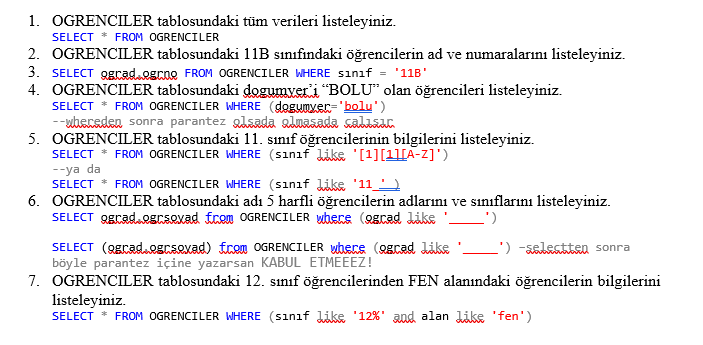 1. OGRENCILER tablosundaki tüm verileri listeleyiniz.
SELECT * FROM OGRENCILER
2. OGRENCILER tablosundaki 11B sınıfındaki öğrencilerin ad ve numaralarını listeleyiniz.
3. SELECT ograd,ogrno FROM OGRENCILER WHERE sınıf = '11B'
4. OGRENCILER tablosundaki dogumyer’i “BOLU” olan öğrencileri listeleyiniz.
SELECT * FROM OGRENCILER WHERE (dogumyer='bolu')
--whereden sonra parantez olsada olmasada çalışır
5. OGRENCILER tablosundaki 11. sınıf öğrencilerinin bilgilerini listeleyiniz.
SELECT * FROM OGRENCILER WHERE (sınıf like '[1][1][A-Z]')
--ya da
SELECT * FROM OGRENCILER WHERE (sınıf like '11_' )
6. OGRENCILER tablosundaki adı 5 harfli öğrencilerin adlarını ve sınıflarını listeleyiniz.
SELECT ograd,ogrsoyad from OGRENCILER where (ograd like '_____')
SELECT (ograd,ogrsoyad) from OGRENCILER where (ograd like '_____') –selectten sonra
böyle parantez içine yazarsan KABUL ETMEEEZ!
7. OGRENCILER tablosundaki 12. sınıf öğrencilerinden FEN alanındaki öğrencilerin bilgilerini
listeleyiniz.
SELECT * FROM OGRENCILER WHERE (sınıf like '12%' and alan like 'fen')